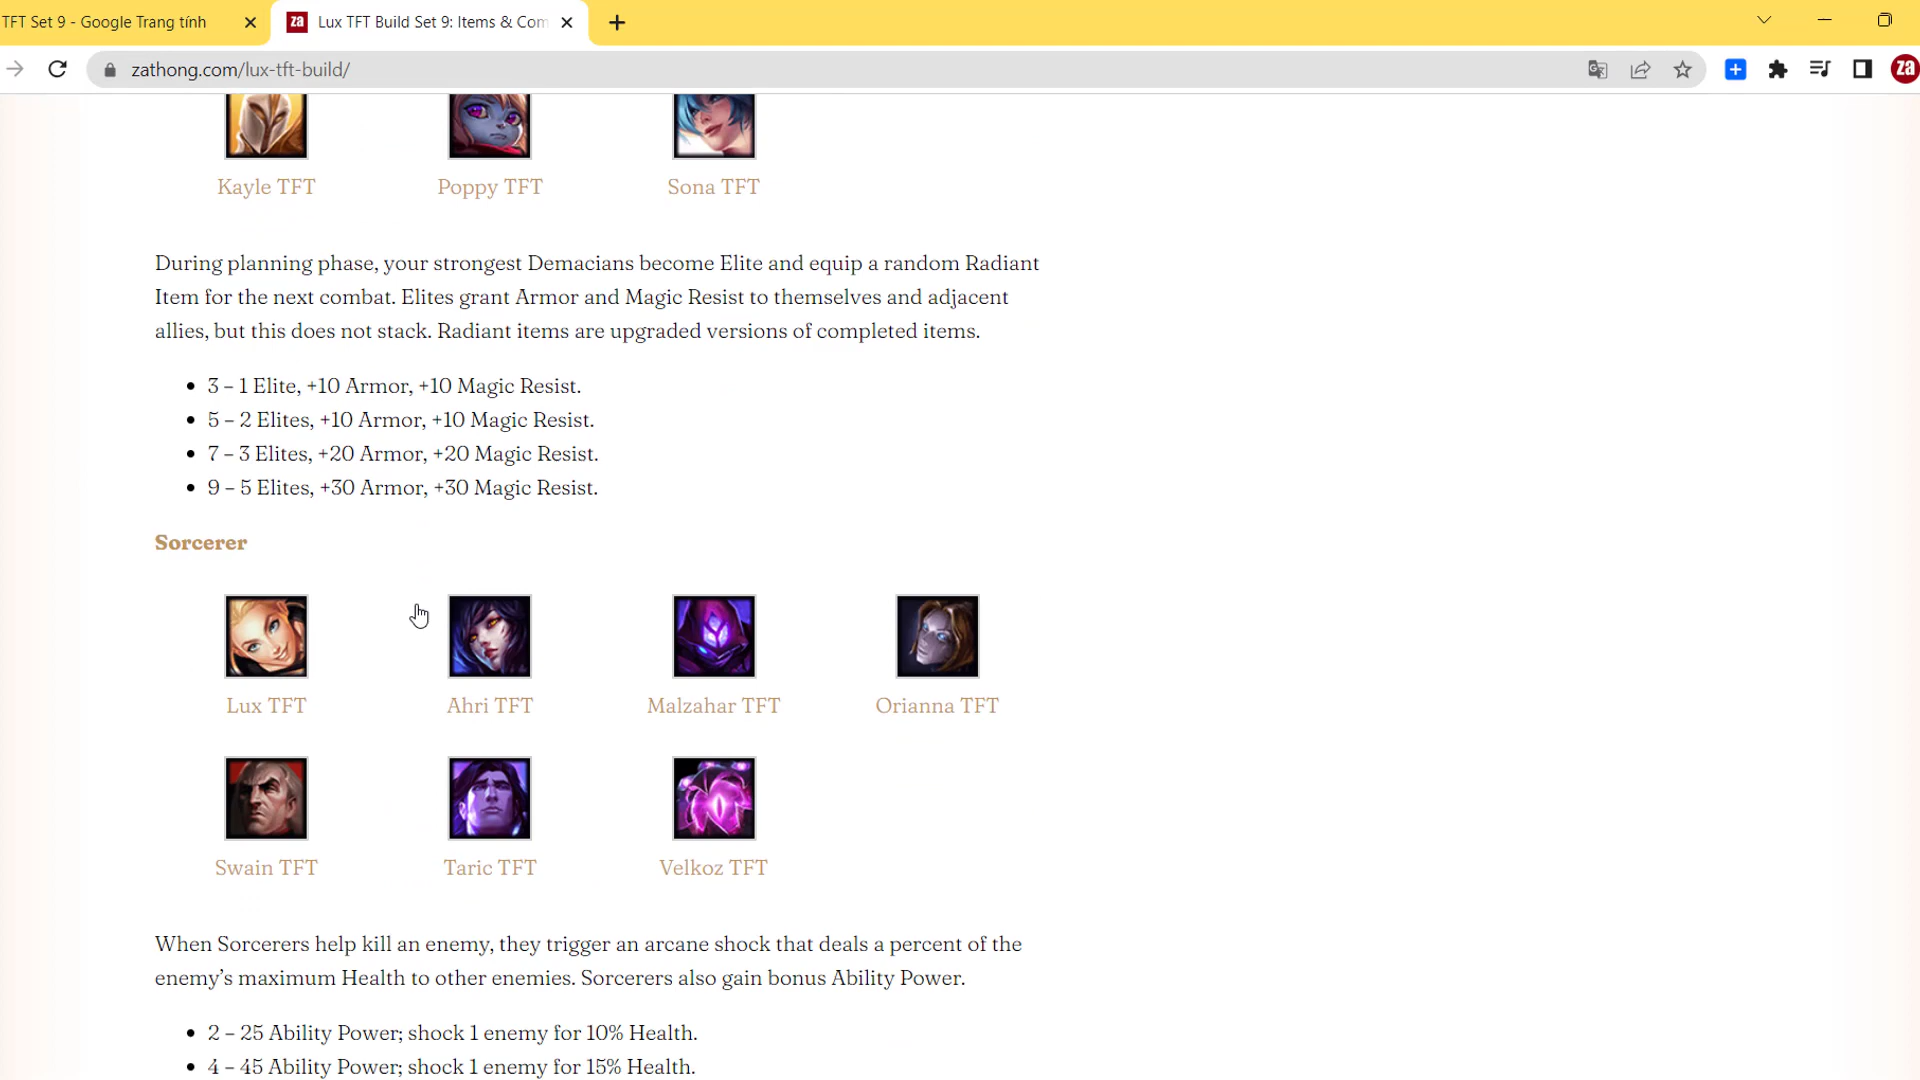 TFT Set 9 - Google Trang tính
za Lux TFT Build Set 9: Items & Com
zathong.com/lux-tft-build/
za
Kayle TFT Poppy TFT Sona TFT
During planning phase, your strongest Demacians become Elite and equip a random Radiant
Item for the next combat. Elites grant Armor and Magic Resist to themselves and adjacent
allies, but this does not stack. Radiant items are upgraded versions of completed items.
3 – 1 Elite, +10 Armor, +10 Magic Resist.
5 – 2 Elites, +10 Armor, +10 Magic Resist.
7 – 3 Elites, +20 Armor, +20 Magic Resist.
9 – 5 Elites, +30 Armor, +30 Magic Resist.
Sorcerer
Lux TFT Ahri TFT Malzahar TFT Orianna TFT
Swain TFT Taric TFT Velkoz TFT
When Sorcerers help kill an enemy, they trigger an arcane shock that deals a percent of the
enemy’s maximum Health to other enemies. Sorcerers also gain bonus Ability Power.
2 – 25 Ability Power; shock 1 enemy for 10% Health.
4 – 45 Ability Power; shock 1 enemy for 15% Health.